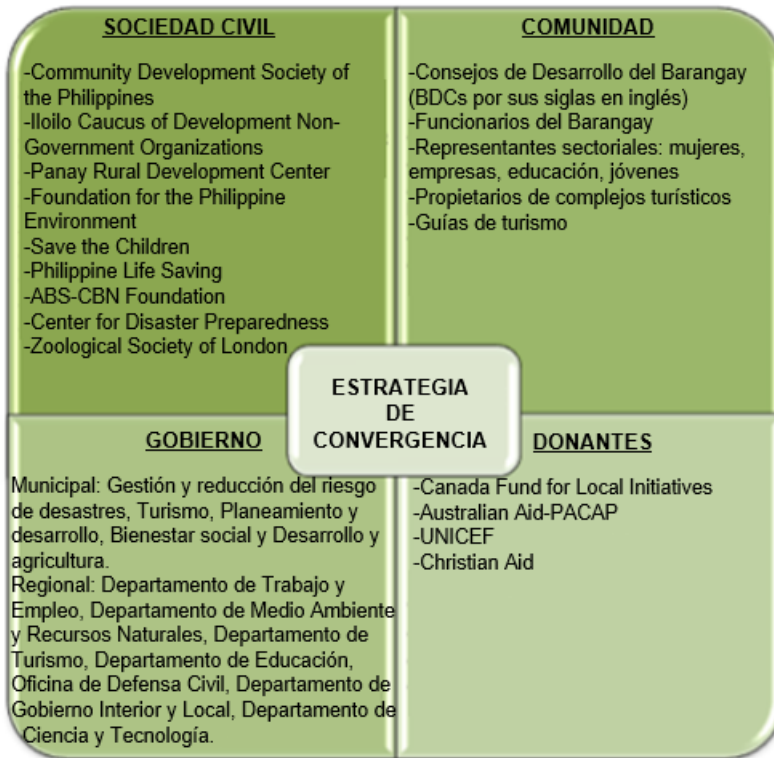 SOCIEDAD CIVIL
-Community Development Society of
the Philippines
-Iloilo Caucus of Development Non-
Government Organizations
-Panay Rural Development Center
-Foundation for the Philippine
Environment
-Save the Children
-Philippine Life Saving
-ABS-CBN Foundation
-Center for Disaster Preparedness
-Zoological Society of London
COMUNIDAD
-Consejos de Desarrollo del Barangay
(BDCs por sus siglas en inglés)
-Funcionarios del Barangay
-Representantes sectoriales: mujeres,
empresas, educación, jóvenes
-Propietarios de complejos turísticos
-Guías de turismo
ESTRATEGIA
DE
CONVERGENCIA
GOBIERNO
Municipal: Gestión y reducción del riesgo
de desastres, Turismo, Planeamiento y
desarrollo, Bienestar social y Desarrollo y
agricultura.
Regional: Departamento de Trabajo y
Empleo, Departamento de Medio Ambiente
y Recursos Naturales, Departamento de
Turismo, Departamento de Educación,
Oficina de Defensa Civil, Departamento de
Gobierno Interior y Local, Departamento de
Ciencia y Tecnología.
DONANTES
-Canada Fund for Local Initiatives
-Australian Aid-PACAP
-UNICEF
-Christian Aid